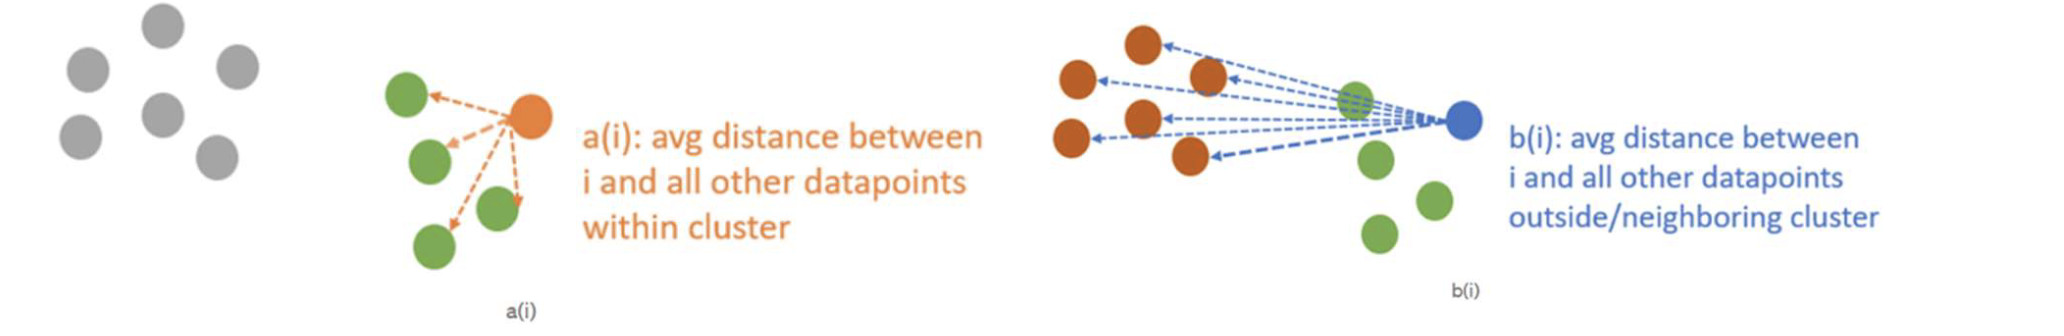 a(i): avg distance between
i and all other datapoints
within cluster
a(i)
b(i): avg distance between
i and all other datapoints
outside/neighboring cluster
b(i)